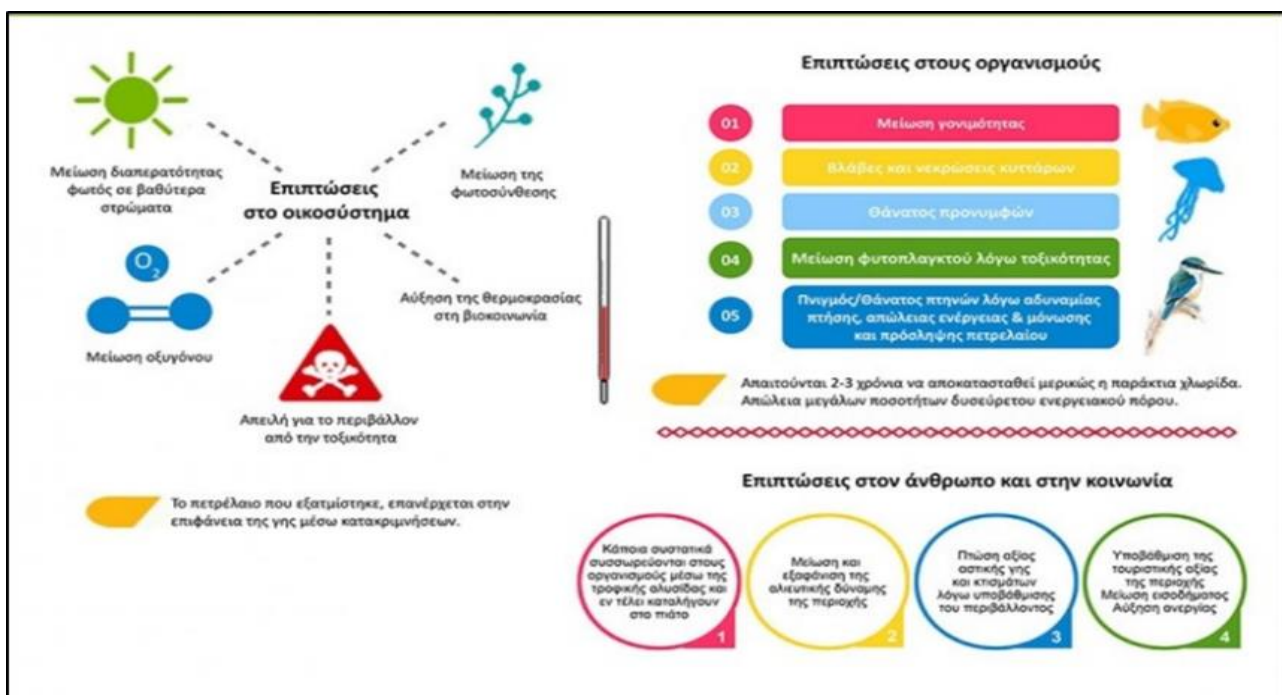 Μείωση διαπερατότητας
φωτός σε βαθύτερα
στρώματα
Μείωση της
φωτοσύνθεσης
Επιπτώσεις
στο οικοσύστημα
O2
Μείωση οξυγόνου
Αύξηση της θερμοκρασίας
στη βιοκοινωνία
Απειλή για το περιβάλλον
από την τοξικότητα
Το πετρέλαιο που εξατμίστηκε, επανέρχεται στην
επιφάνεια της γης μέσω κατακριμνήσεων.
Επιπτώσεις στους οργανισμούς
01 Μείωση γονιμότητας
02 Βλάβες και νεκρώσεις κυττάρων
03 Θάνατος προνυμφών
04 Μείωση φυτοπλαγκτού λόγω τοξικότητας
05 Πνιγμός/Θάνατος πτηνών λόγω αδυναμίας
πτήσης, απώλειας ενέργειας & μόνωσης
και πρόσληψης πετρελαίου
Απαιτούνται 2-3 χρόνια να αποκατασταθεί μερικώς η παράκτια χλωρίδα.
Απώλεια μεγάλων ποσοτήτων δυσεύρετου ενεργειακού πόρου.
Επιπτώσεις στον άνθρωπο και στην κοινωνία
Κάποια συστατικά
συσσωρεύονται στους
οργανισμούς μέσω της
τροφικής αλυσίδας και
εν τέλει καταλήγουν
στο πιάτο
1
Μείωση και
εξαφάνιση της
αλιευτικής δύναμης
της περιοχής
2
Πτώση αξίας
αστικής γης
και κτισμάτων
λόγω υποβάθμισης
του περιβάλλοντος
3
Υποβάθμιση της
τουριστικής αξίας
της περιοχής
Μείωση εισοδήματος
Αύξηση ανεργίας
4